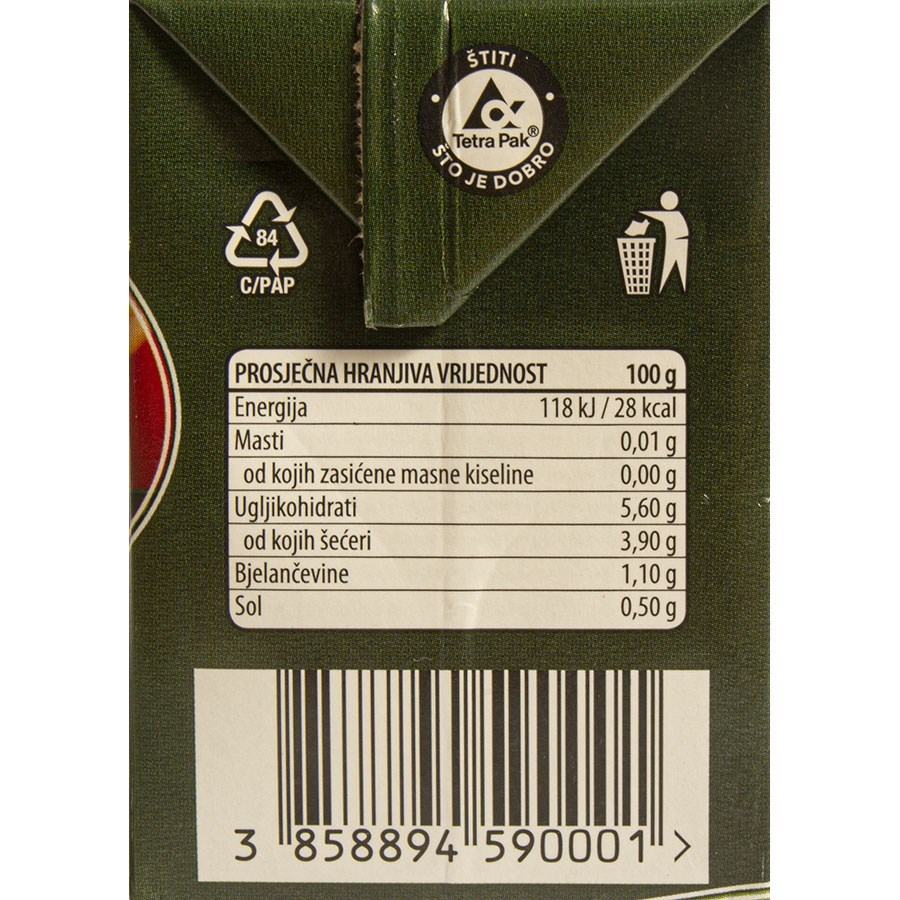 ŠTITI
Tetra Pak®
ŠTO JE DOBRO
84
C/PAP
PROSJEČNA HRANJIVA VRIJEDNOST 100 g
Energija 118 kJ / 28 kcal
Masti 0,01 g
od kojih zasićene masne kiseline 0,00 g
Ugljikohidrati 5,60 g
od kojih šećeri 3,90 g
Bjelančevine 1,10 g
Sol 0,50 g
3 858894 590001 >